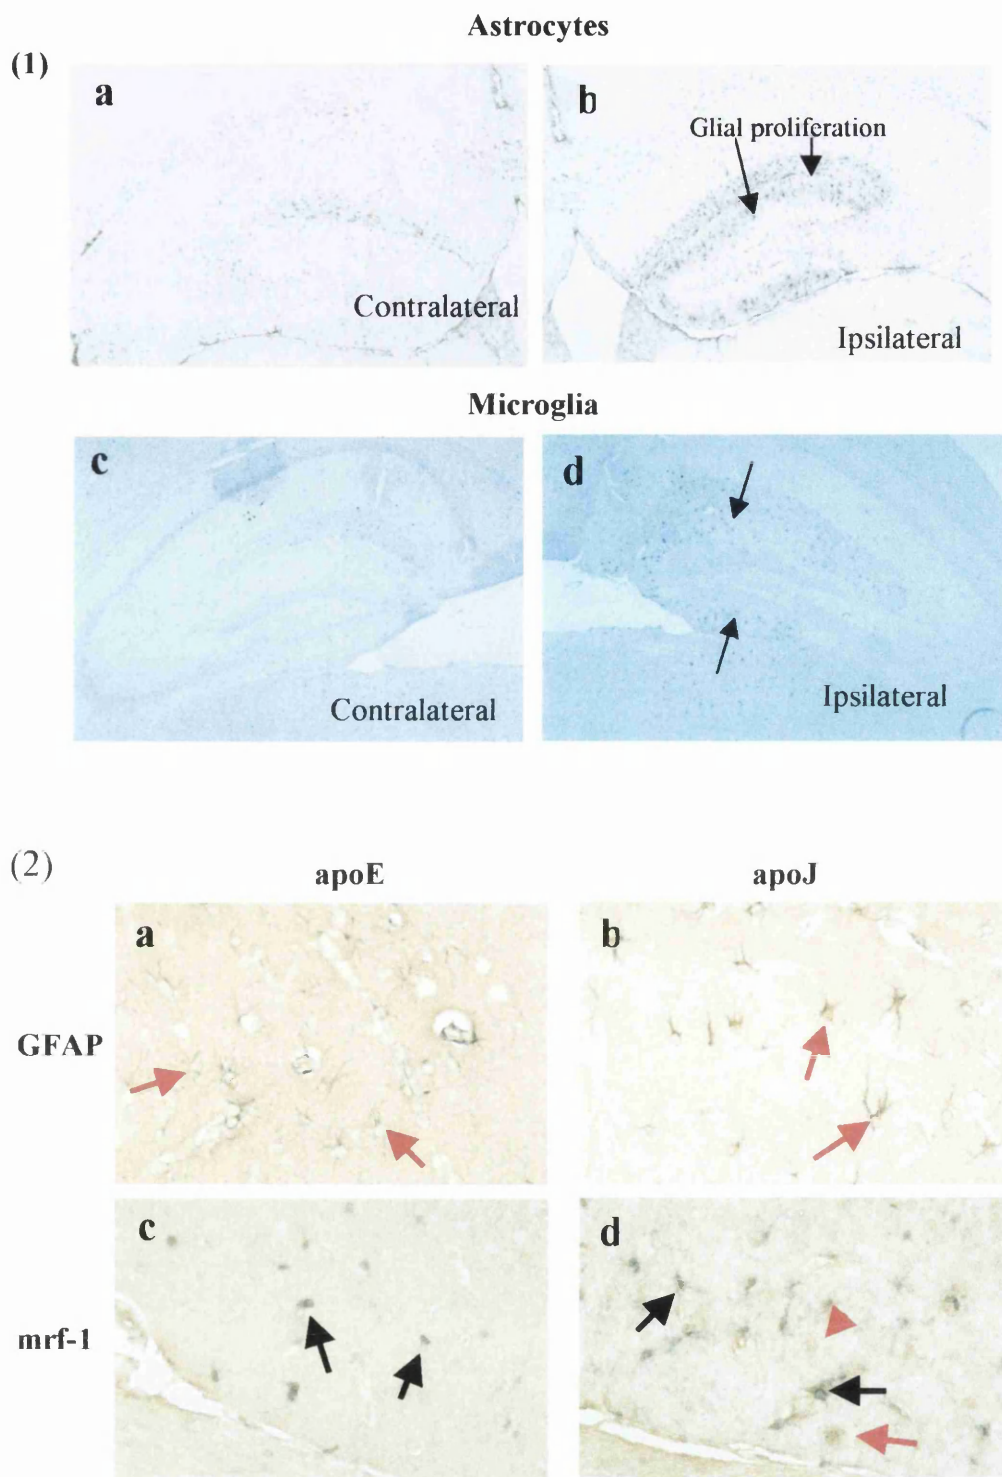 Astrocytes
(1)
a
b
Glial proliferation
Contralateral
Ipsilateral
Microglia
c
d
Contralateral
Ipsilateral
(2)
apoE
apoJ
a
b
GFAP
c
d
mrf-1